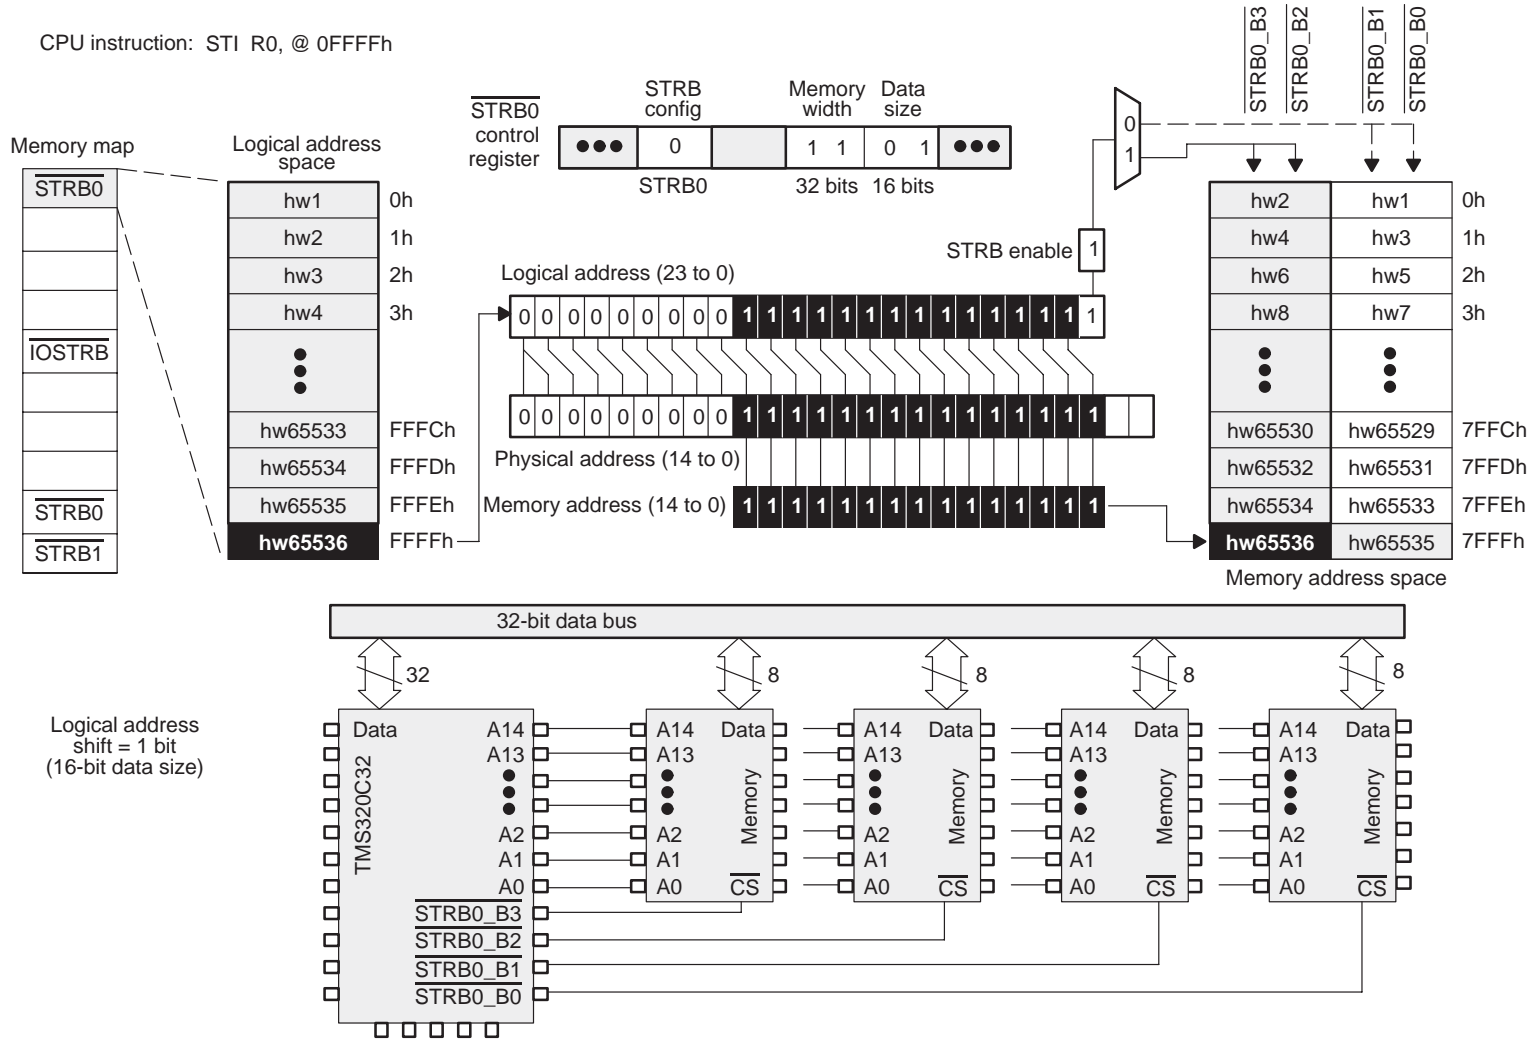 CPU instruction: STI R0, @ 0FFFFh
STRB0_B3
STRB0_B2
STRB0_B1
STRB0_B0
STRB0
control
register
STRB
config
Memory
width
Data
size
0
1 1
0 1
STRB0
32 bits
16 bits
0
1
Memory map
STRB0
IOSTRB
STRB0
STRB1
Logical address
space
hw1 0h
hw2 1h
hw3 2h
hw4 3h
hw65533 FFFCh
hw65534 FFFDh
hw65535 FFFEh
hw65536 FFFFh
STRB enable 1
Logical address (23 to 0)
0 0 0 0 0 0 0 0 0 1 1 1 1 1 1 1 1 1 1 1 1 1 1 1
0 0 0 0 0 0 0 0 0 1 1 1 1 1 1 1 1 1 1 1 1 1 1 1
Physical address (14 to 0)
Memory address (14 to 0) 1 1 1 1 1 1 1 1 1 1 1 1 1 1 1
hw2 hw1 0h
hw4 hw3 1h
hw6 hw5 2h
hw8 hw7 3h
hw65530 hw65529 7FFCh
hw65532 hw65531 7FFDh
hw65534 hw65533 7FFEh
hw65536 hw65535 7FFFh
Memory address space
32-bit data bus
32
8
8
8
8
Logical address
shift = 1 bit
(16-bit data size)
Data
TMS320C32
A14
A13
A2
A1
A0
STRB0_B3
STRB0_B2
STRB0_B1
STRB0_B0
A14 Data
A13
Memory
A2
A1
A0 CS
A14 Data
A13
Memory
A2
A1
A0 CS
A14 Data
A13
Memory
A2
A1
A0 CS
A14 Data
A13
Memory
A2
A1
A0 CS